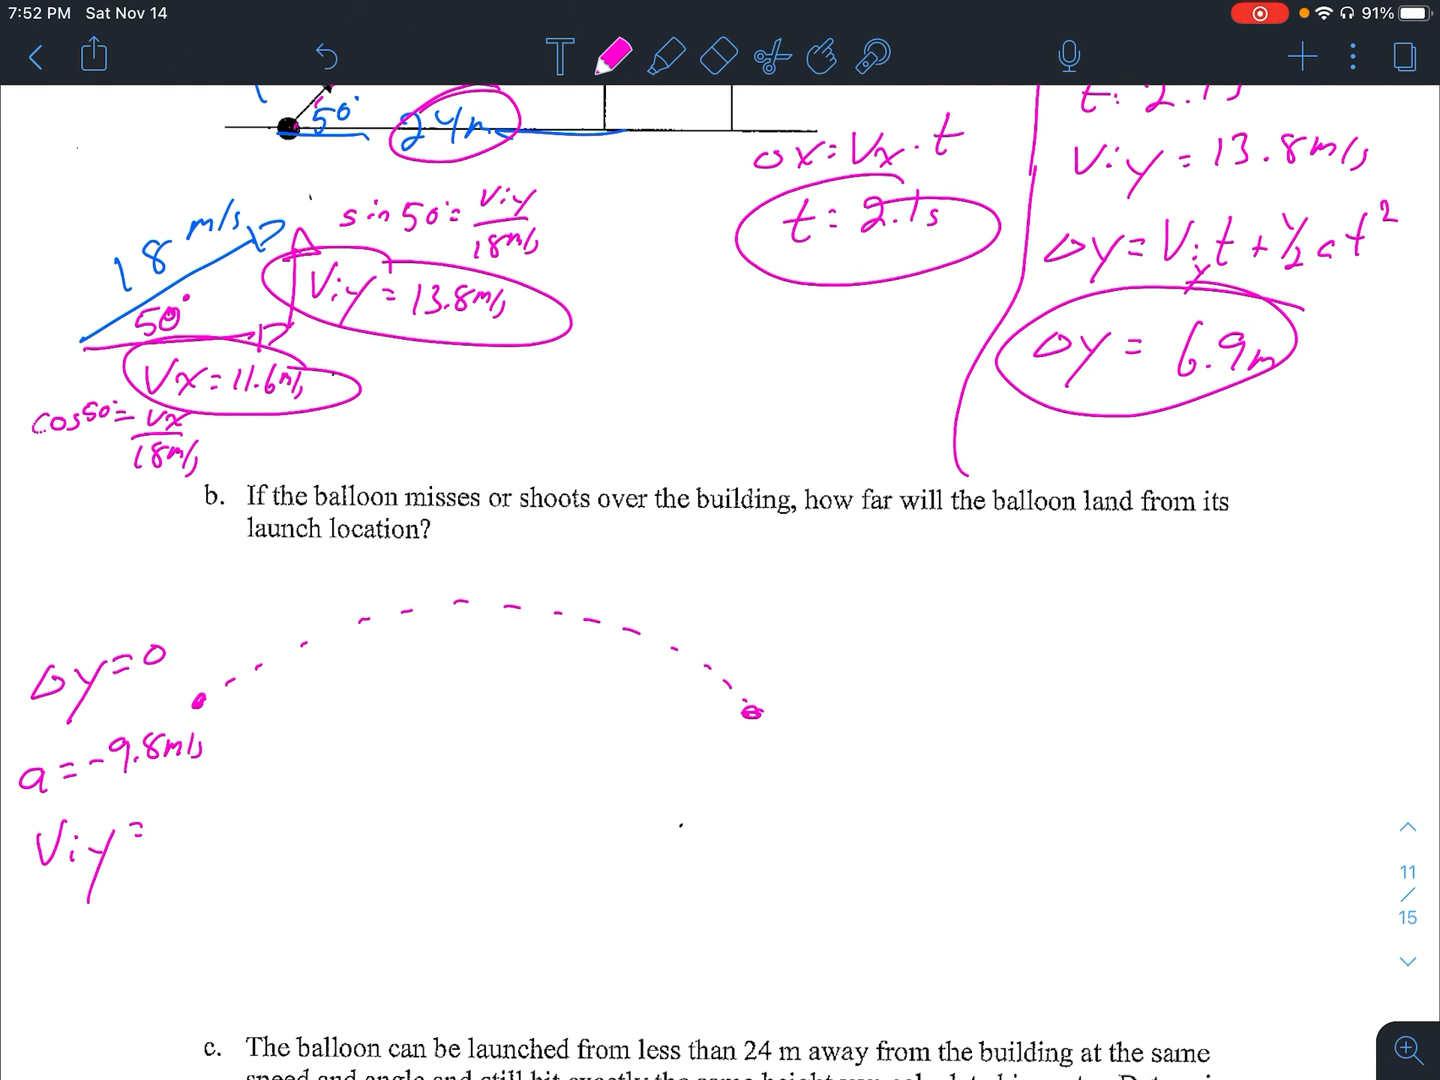 7:52 PM Sat Nov 14
91%
T
50°
24m
t: 2.1s
Viy = 13.8m/s
Δx = Vx · t
t = 2.1s
Δy = Viyt + ½at²
Δy = 6.9m
18 m/s
50°
sin 50° = Viy/18m/s
Viy = 13.8m/s
Vx = 11.6m/s
cos50° = Vx/18m/s
b. If the balloon misses or shoots over the building, how far will the balloon land from its
launch location?
Δy = 0
a = -9.8m/s
Viy =
11
/
15
c. The balloon can be launched from less than 24 m away from the building at the same